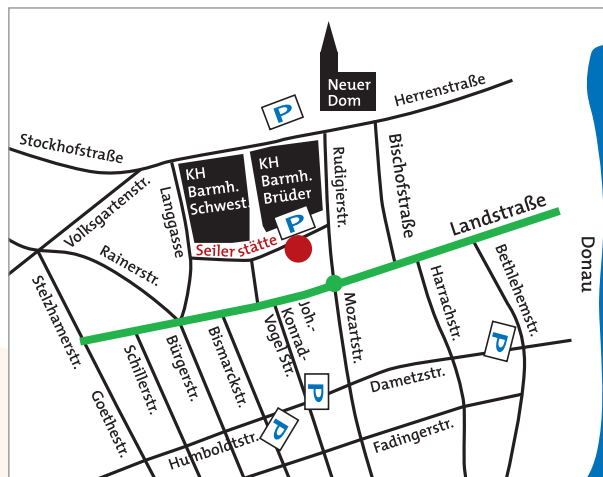 Neuer
Dom
Herrenstraße
P
Stockhofstraße
KH
Barmh.
Schwest.
KH
Barmh.
Brüder
Rudigierstr.
Bischofstraße
Volksgartenstr.
Langgasse
P
Seiler stätte
Landstraße
Rainerstr.
Donau
Stelzhamerstr.
Harrachstr.
Bethlehemstr.
Mozartstr.
Joh.-
Konrad-
Vogel Str.
Schillerstr.
Bürgerstr.
Bismarckstr.
P
Goethestr.
P
Dametzstr.
P
Humboldtstr.
Fadingerstr.